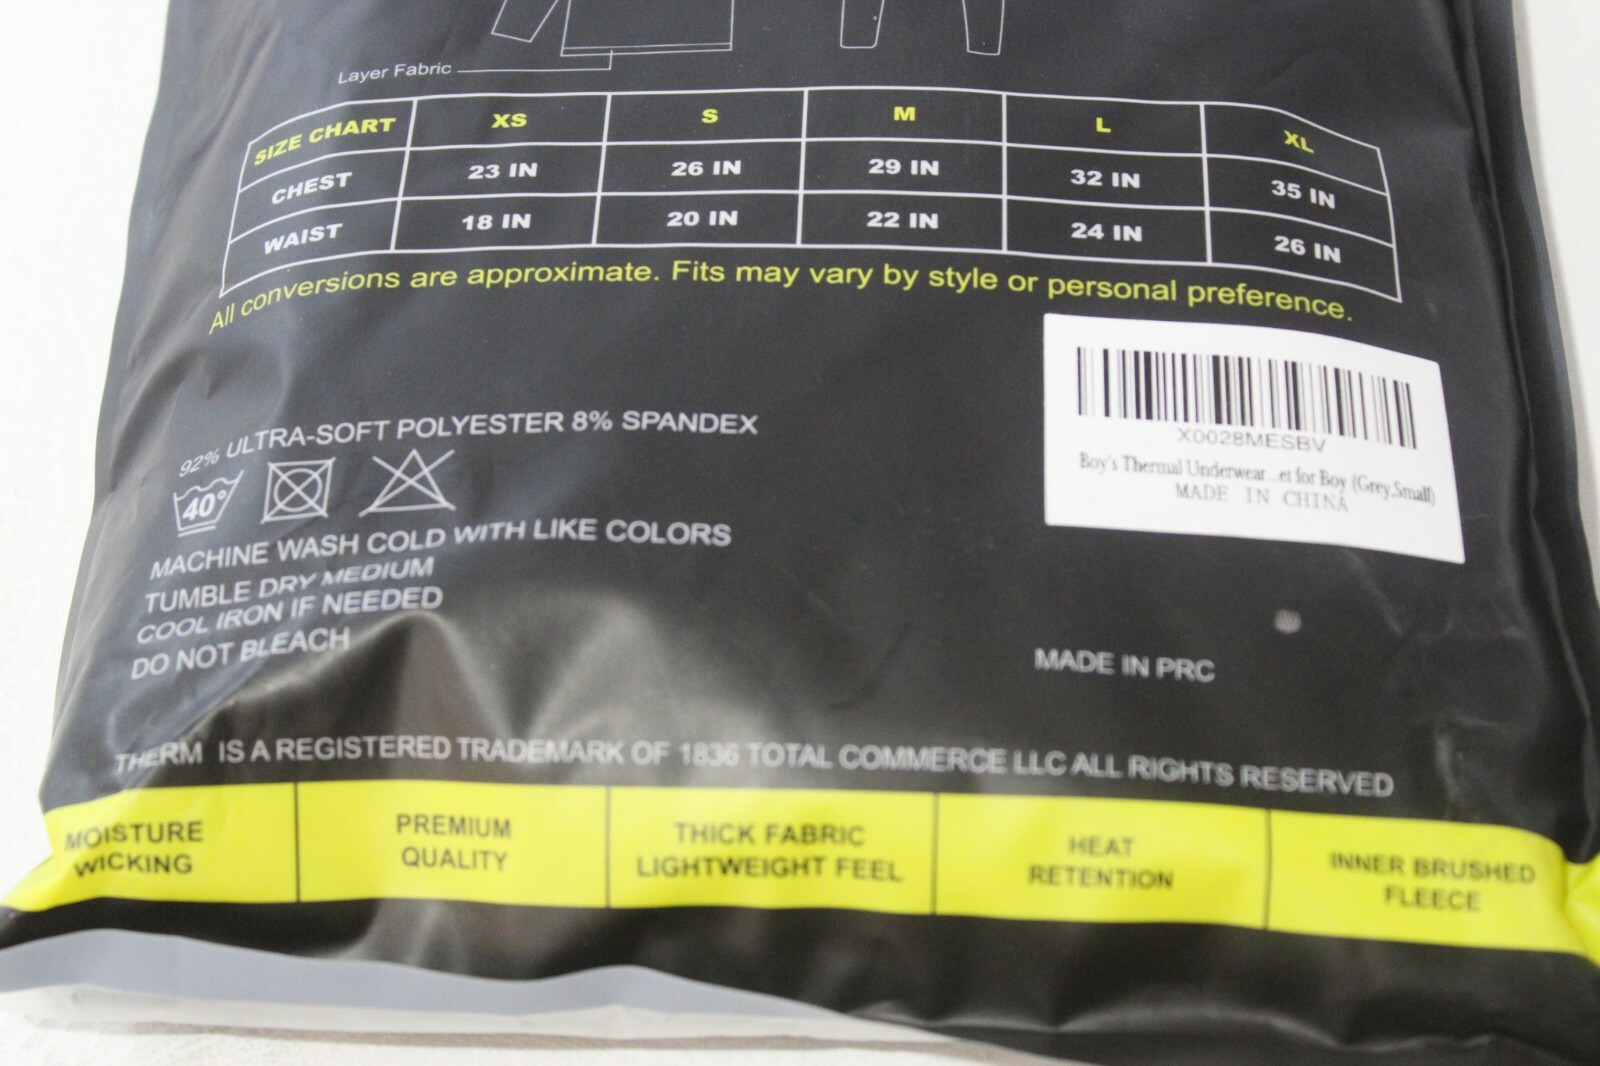 Layer Fabric
SIZE CHART XS S M L XL
CHEST 23 IN 26 IN 29 IN 32 IN 35 IN
WAIST 18 IN 20 IN 22 IN 24 IN 26 IN
All conversions are approximate. Fits may vary by style or personal preference.
X0028MESBV
Boy's Thermal Underwear...et for Boy (Grey,Small)
MADE IN CHINA
92% ULTRA-SOFT POLYESTER 8% SPANDEX
40°
MACHINE WASH COLD WITH LIKE COLORS
TUMBLE DRY MEDIUM
COOL IRON IF NEEDED
DO NOT BLEACH
MADE IN PRC
THERM IS A REGISTERED TRADEMARK OF 1836 TOTAL COMMERCE LLC ALL RIGHTS RESERVED
MOISTURE
WICKING
PREMIUM
QUALITY
THICK FABRIC
LIGHTWEIGHT FEEL
HEAT
RETENTION
INNER BRUSHED
FLEECE